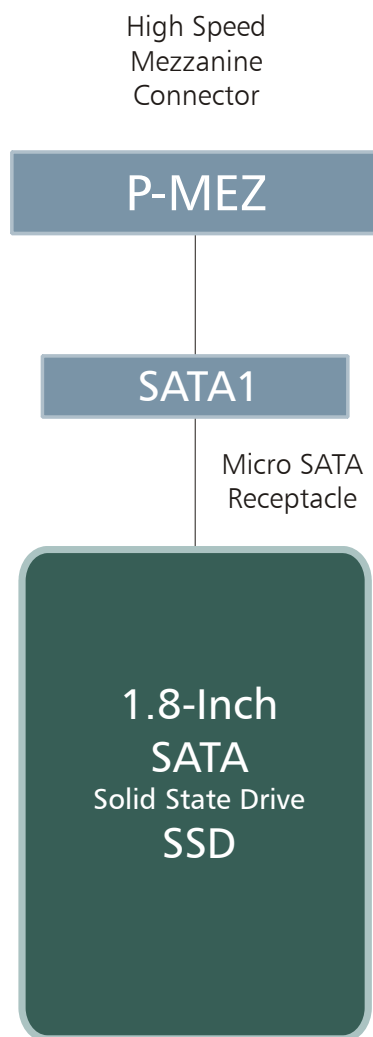 High Speed
Mezzanine
Connector
P-MEZ
SATA1
Micro SATA
Receptacle
1.8-Inch
SATA
Solid State Drive
SSD